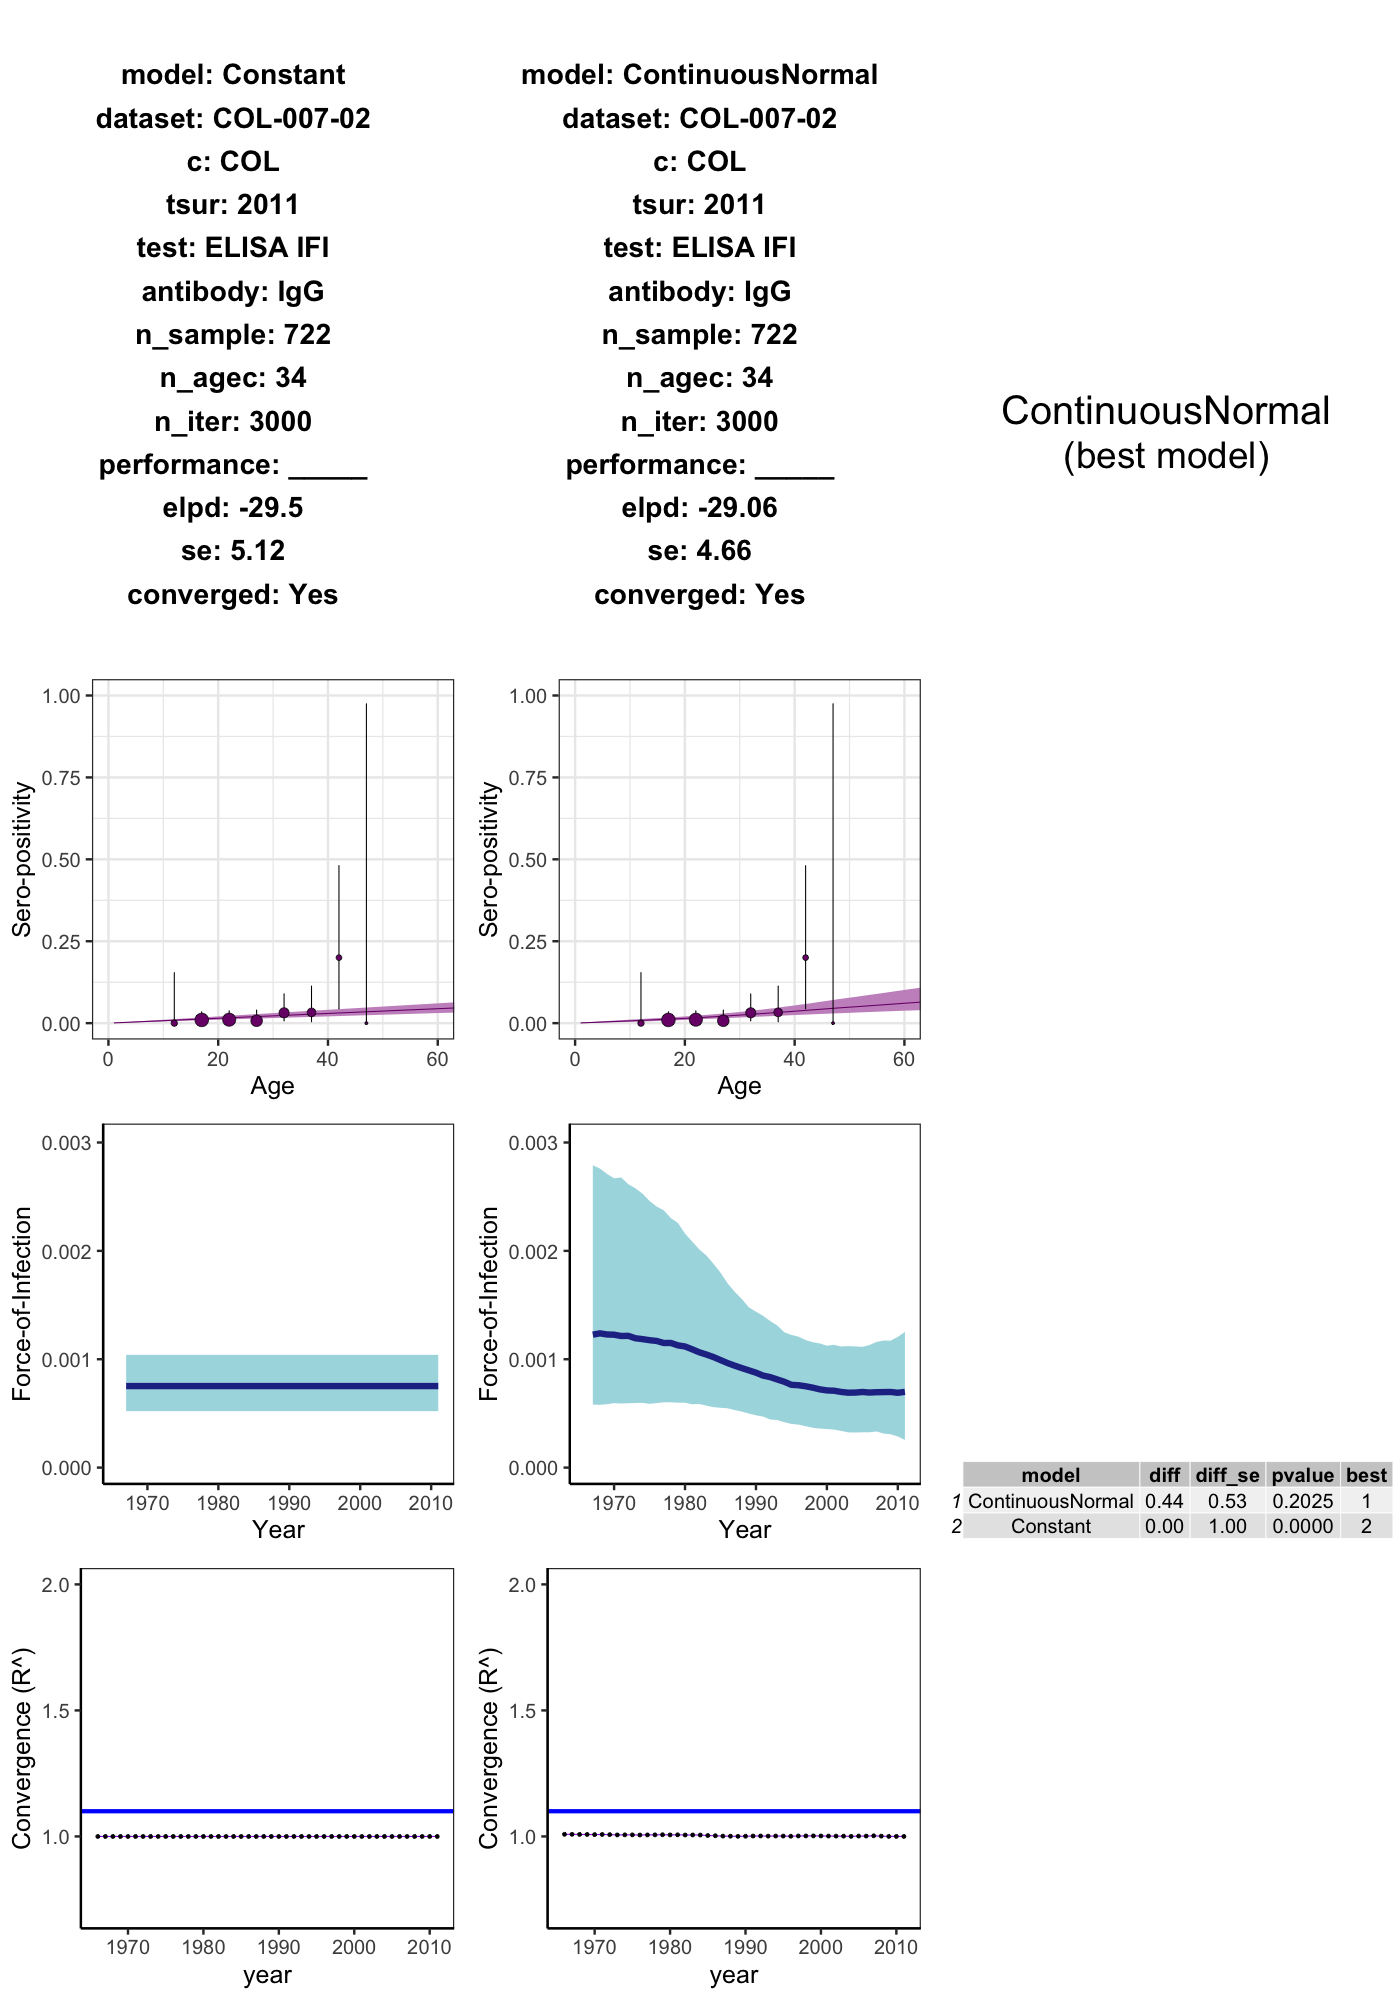 model: Constant
dataset: COL-007-02
c: COL
tsur: 2011
test: ELISA IFI
antibody: IgG
n_sample: 722
n_agec: 34
n_iter: 3000
performance: _____
elpd: -29.5
se: 5.12
converged: Yes
1.00
0.75
0.50
0.25
0.00
Sero-positivity
0 20 40 60
Age
0.003
0.002
0.001
0.000
Force-of-Infection
1970 1980 1990 2000 2010
Year
2.0
1.5
1.0
Convergence (R^)
1970 1980 1990 2000 2010
year
model: ContinuousNormal
dataset: COL-007-02
c: COL
tsur: 2011
test: ELISA IFI
antibody: IgG
n_sample: 722
n_agec: 34
n_iter: 3000
performance: _____
elpd: -29.06
se: 4.66
converged: Yes
1.00
0.75
0.50
0.25
0.00
Sero-positivity
0 20 40 60
Age
0.003
0.002
0.001
0.000
Force-of-Infection
1970 1980 1990 2000 2010
Year
2.0
1.5
1.0
Convergence (R^)
1970 1980 1990 2000 2010
year
ContinuousNormal
(best model)
model diff diff_se pvalue best
1 ContinuousNormal 0.44 0.53 0.2025 1
2 Constant 0.00 1.00 0.0000 2